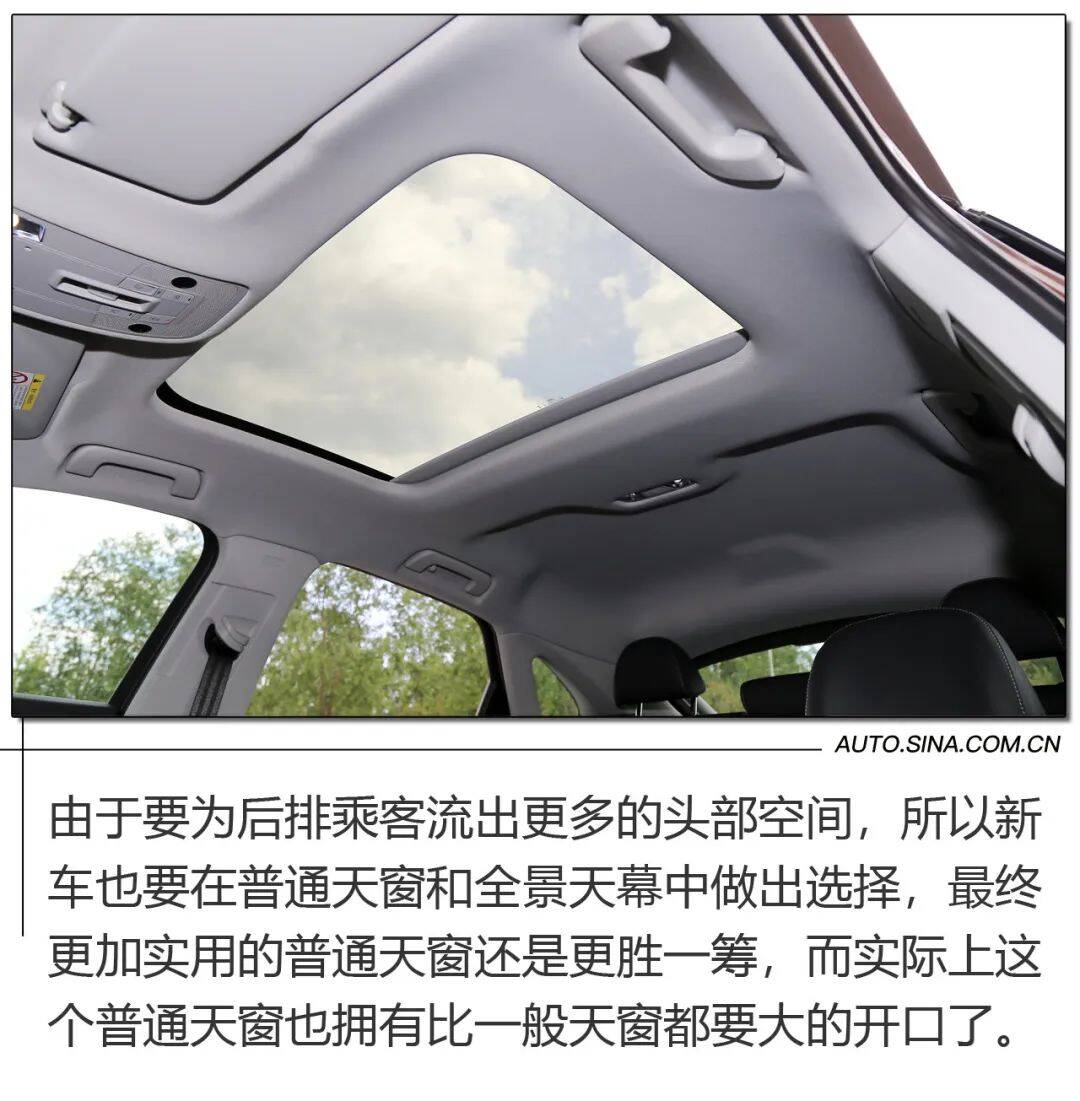 AUTO.SINA.COM.CN
由于要为后排乘客流出更多的头部空间，所以新
车也要在普通天窗和全景天幕中做出选择，最终
更加实用的普通天窗还是更胜一筹，而实际上这
个普通天窗也拥有比一般天窗都要大的开口了。